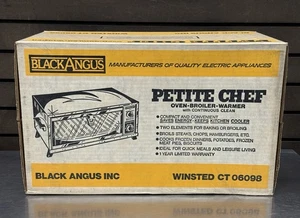 BLACK ANGUS MANUFACTURERS OF QUALITY ELECTRIC APPLIANCES
PETITE CHEF
OVEN-BROILER-WARMER
with CONTINUOUS CLEAN
• COMPACT AND CONVENIENT
SAVES ENERGY-KEEPS KITCHEN COOLER
• TWO ELEMENTS FOR BAKING OR BROILING
• BROILS STEAKS, CHOPS, HAMBURGERS, ETC.
• COOKS FROZEN DINNERS, POTATOES, FROZEN
MEAT PIES, BISCUITS
• IDEAL FOR QUICK MEALS AND LEISURE LIVING
• 1 YEAR LIMITED WARRANTY
BLACK ANGUS INC WINSTED CT 06098